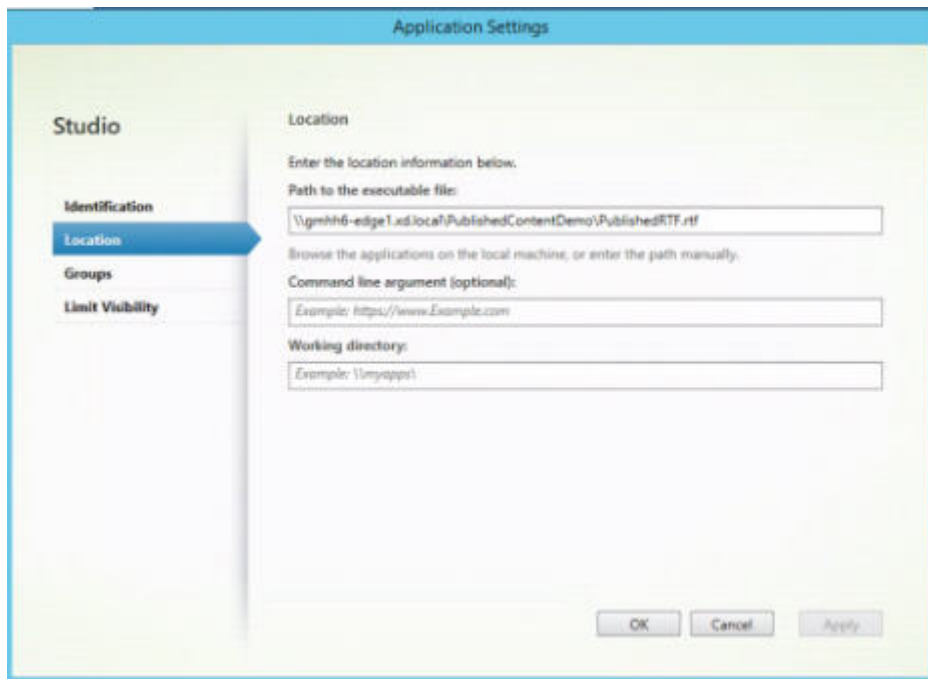 Application Settings
Studio
Identification
Location
Groups
Limit Visibility
Location
Enter the location information below.
Path to the executable file:
\\gmhh6-edge1.xd.local\PublishedContentDemo\PublishedRTF.rtf
Browse the applications on the local machine, or enter the path manually.
Command line argument (optional):
Example: https://www.Example.com
Working directory:
Example: \\myapps\
OK Cancel Apply